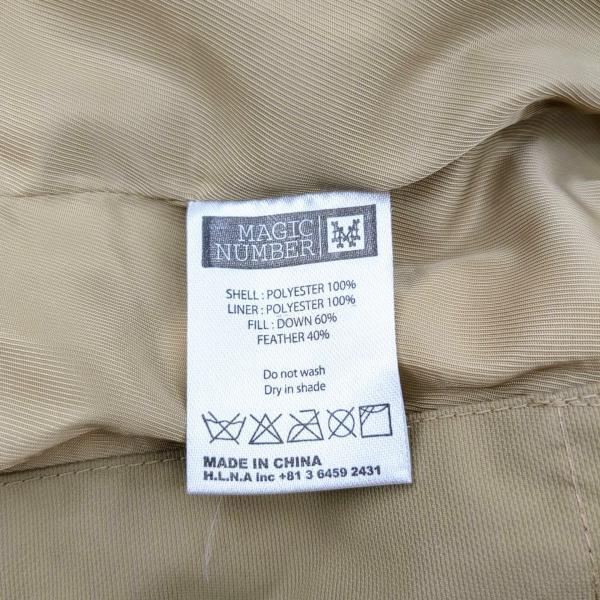 MAGIC
NUMBER
SHELL : POLYESTER 100%
LINER : POLYESTER 100%
FILL : DOWN 60%
FEATHER 40%
Do not wash
Dry in shade
MADE IN CHINA
H.L.N.A inc +81 3 6459 2431